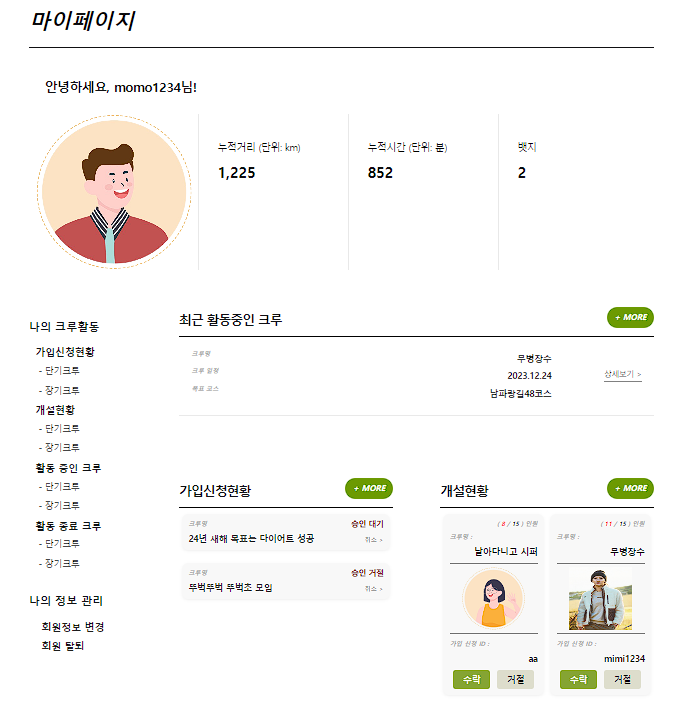 마이페이지
안녕하세요, momo1234님!
누적거리 (단위: km)
1,225
누적시간 (단위: 분)
852
뱃지
2
나의 크루활동
가입신청현황
- 단기크루
- 장기크루
개설현황
- 단기크루
- 장기크루
활동 중인 크루
- 단기크루
- 장기크루
활동 종료 크루
- 단기크루
- 장기크루
나의 정보 관리
회원정보 변경
회원 탈퇴
최근 활동중인 크루
+ MORE
크루명
무병장수
크루 일정
2023.12.24
목표 코스
남파랑길48코스
상세보기 >
가입신청현황
+ MORE
크루명
승인 대기
24년 새해 목표는 다이어트 성공
취소 >
크루명
승인 거절
뚜벅뚜벅 뚜벅초 모임
취소 >
개설현황
+ MORE
( 8 / 15 ) 인원
크루명 :
날아다니고 시퍼
가입 신청 ID :
aa
수락
거절
( 11 / 15 ) 인원
크루명 :
무병장수
가입 신청 ID :
mimi1234
수락
거절